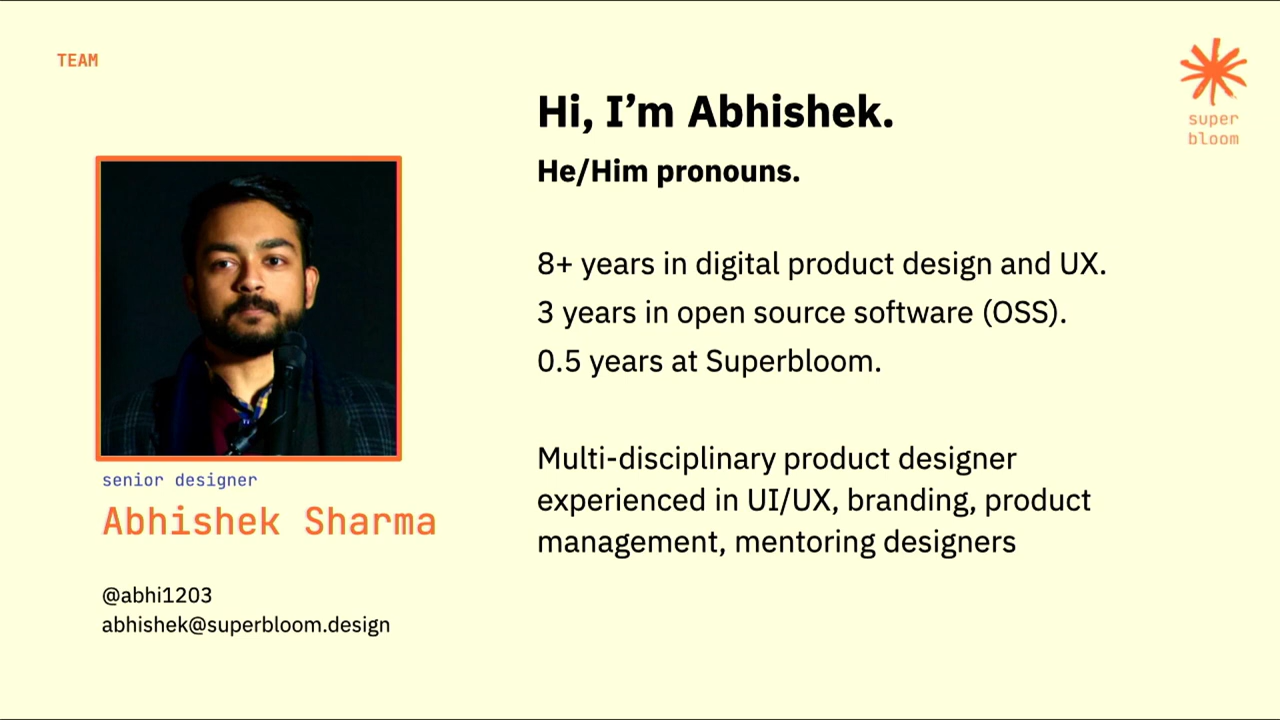 TEAM
super
bloom
Hi, I’m Abhishek.
He/Him pronouns.
8+ years in digital product design and UX.
3 years in open source software (OSS).
0.5 years at Superbloom.
Multi-disciplinary product designer
experienced in UI/UX, branding, product
management, mentoring designers
senior designer
Abhishek Sharma
@abhi1203
abhishek@superbloom.design